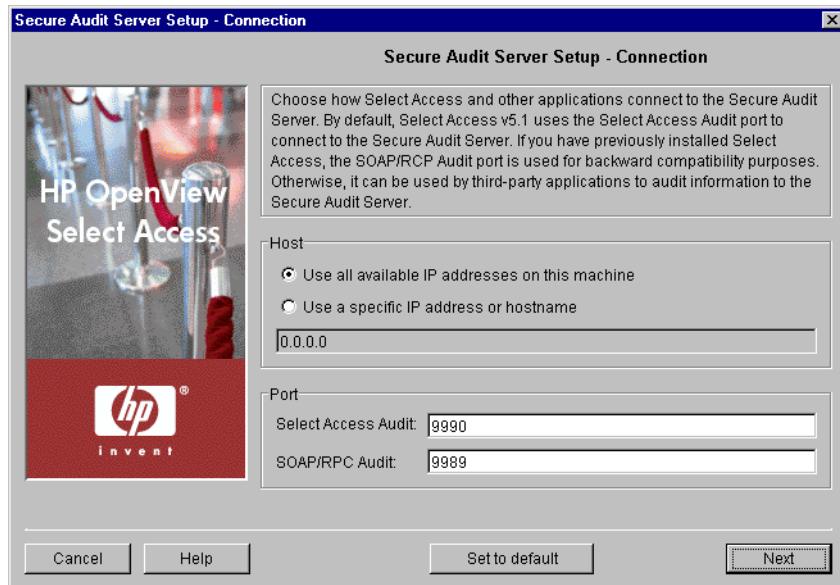 Secure Audit Server Setup - Connection
Secure Audit Server Setup - Connection
HP OpenView
Select Access
hp
®
invent
Choose how Select Access and other applications connect to the Secure Audit
Server. By default, Select Access v5.1 uses the Select Access Audit port to
connect to the Secure Audit Server. If you have previously installed Select
Access, the SOAP/RCP Audit port is used for backward compatibility purposes.
Otherwise, it can be used by third-party applications to audit information to the
Secure Audit Server.
Host
Use all available IP addresses on this machine
Use a specific IP address or hostname
0.0.0.0
Port
Select Access Audit: 9990
SOAP/RPC Audit: 9989
Cancel Help Set to default Next